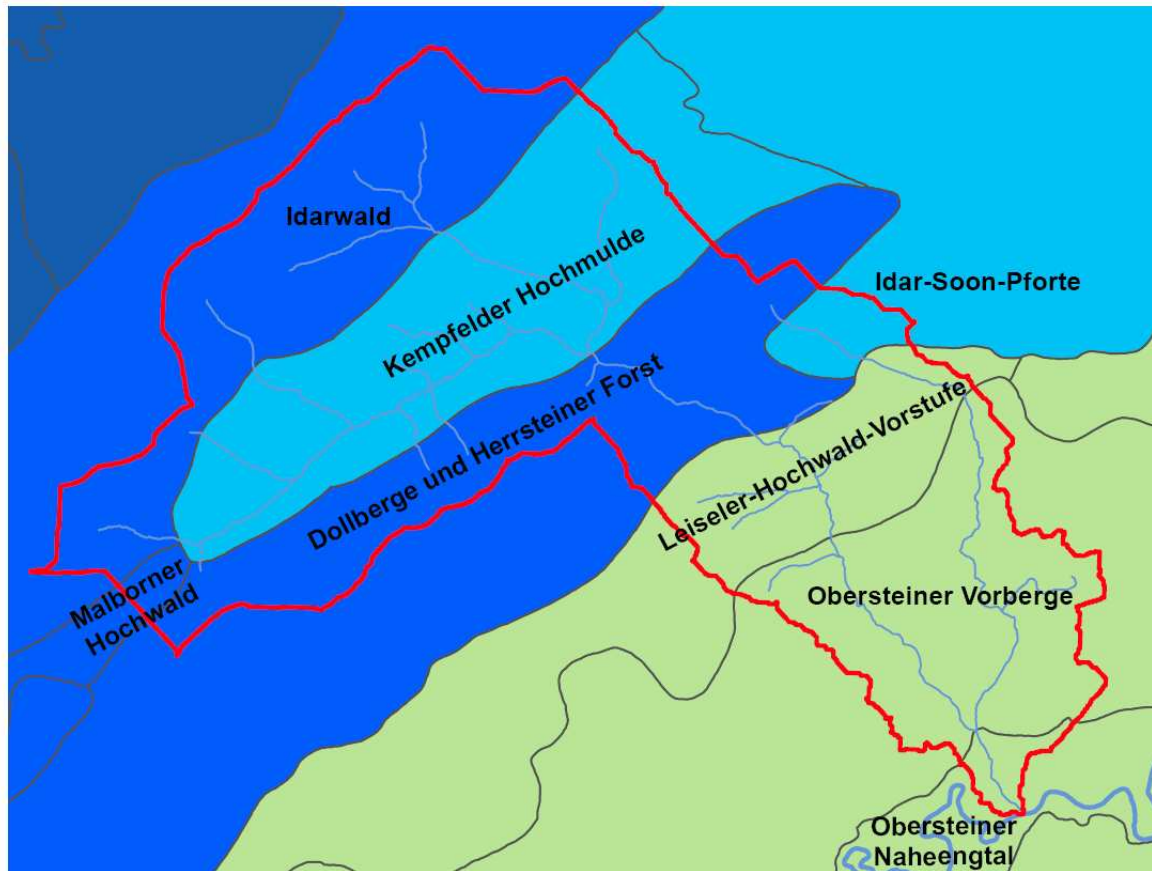 Idarwald
Kempfelder Hochmulde
Idar-Soon-Pforte
Dollberge und Herrsteiner Forst
Leiseler-Hochwald-Vorstufe
Malborner
Hochwald
Obersteiner Vorberge
Obersteiner
Naheengtal